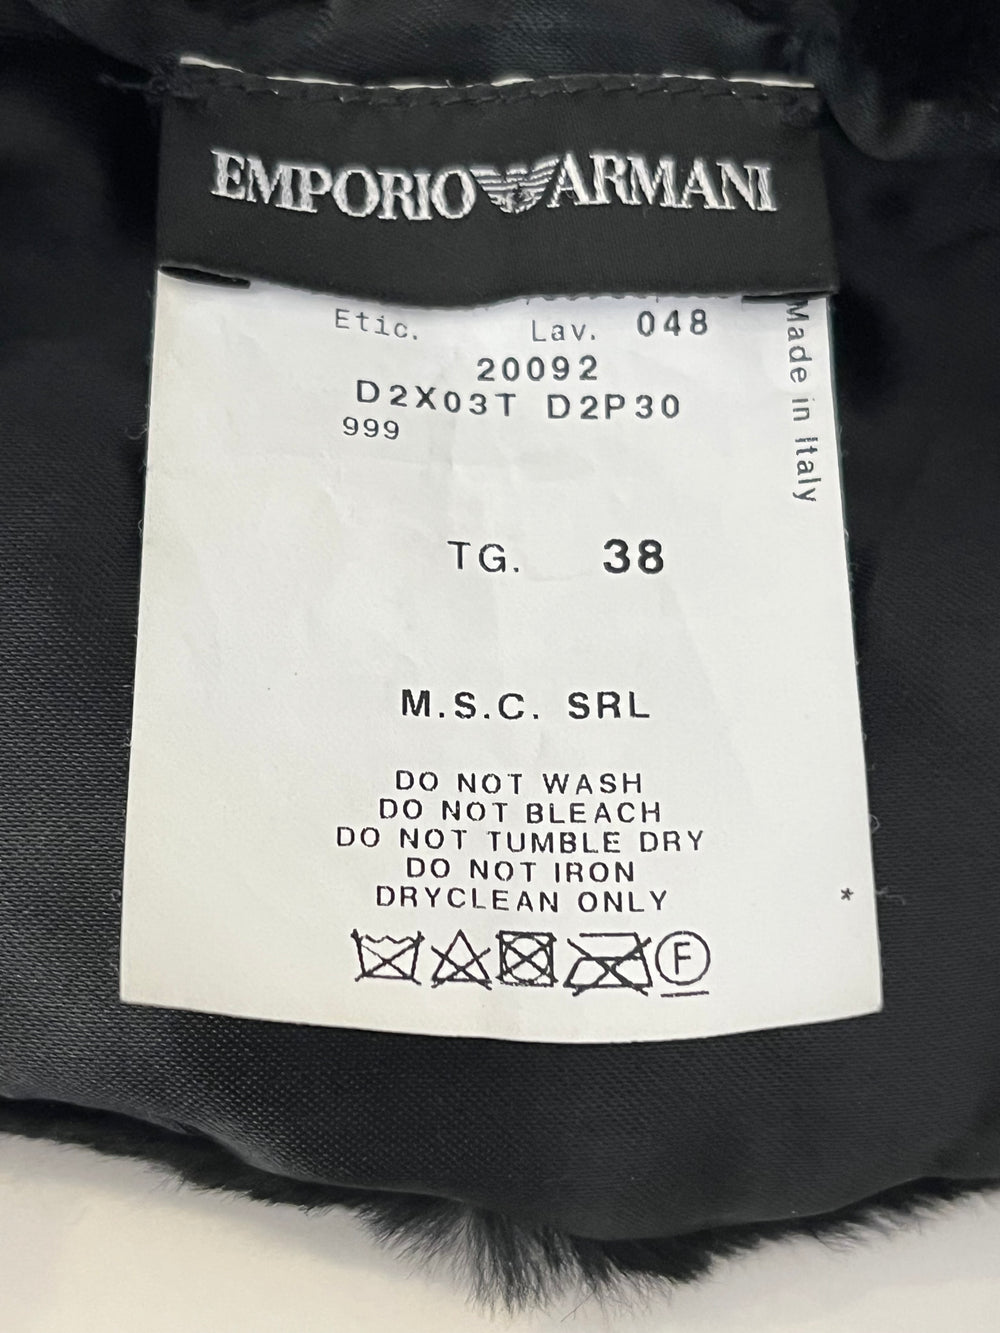 EMPORIO ARMANI
Etic. Lav. 048
20092
D2X03T D2P30
999
Made in Italy
TG. 38
M.S.C. SRL
DO NOT WASH
DO NOT BLEACH
DO NOT TUMBLE DRY
DO NOT IRON
DRYCLEAN ONLY
*
F